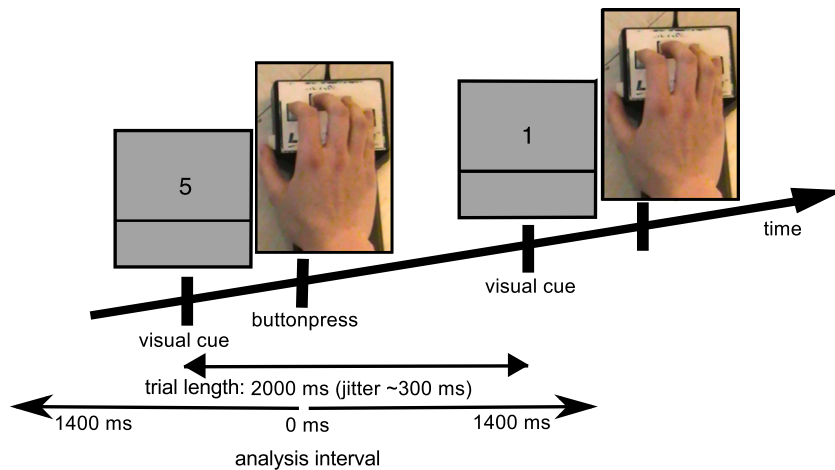 5
1
time
visual cue
buttonpress
visual cue
trial length: 2000 ms (jitter ~300 ms)
1400 ms
0 ms
1400 ms
analysis interval